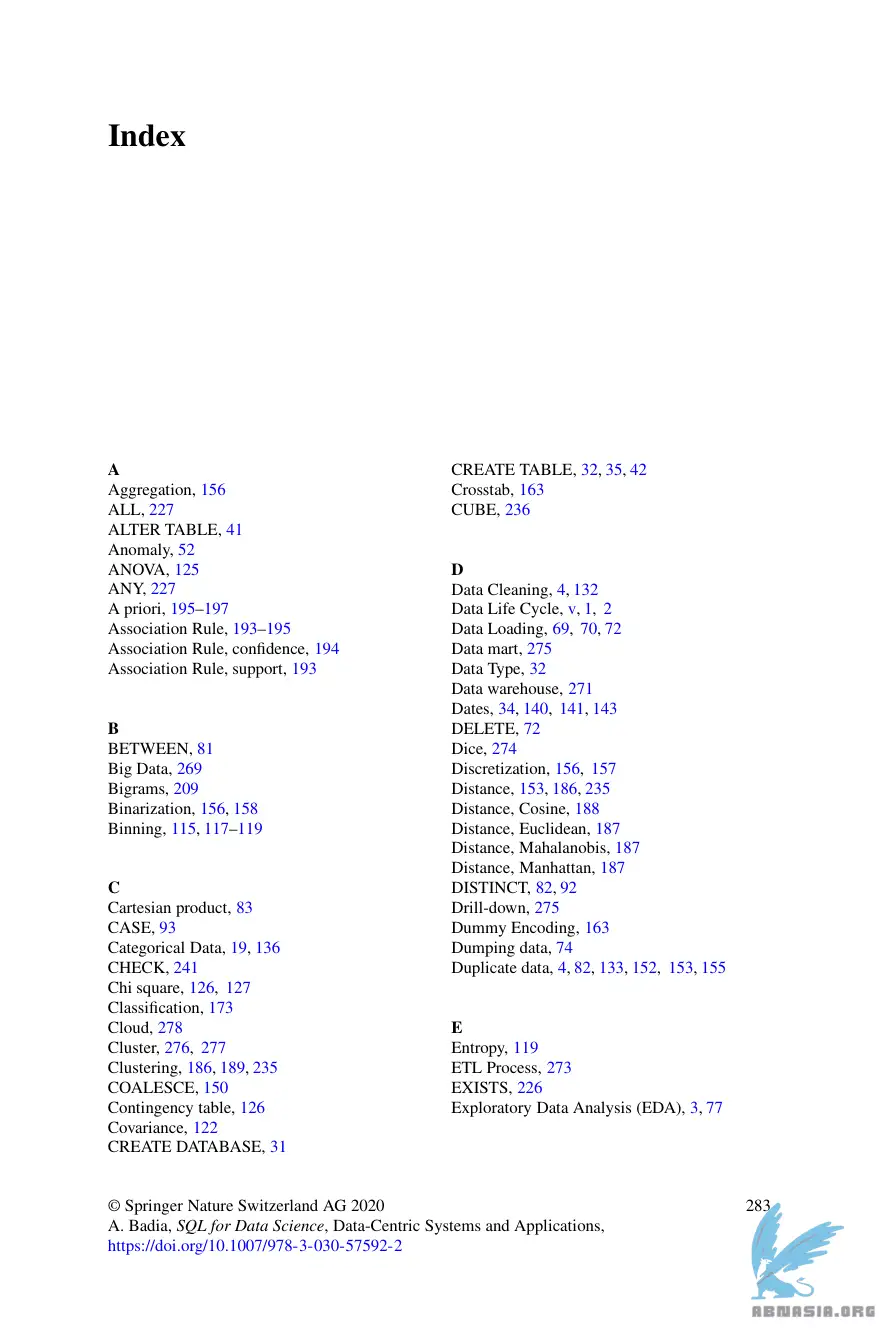 Index
A
Aggregation, 156
ALL, 227
ALTER TABLE, 41
Anomaly, 52
ANOVA, 125
ANY, 227
A priori, 195–197
Association Rule, 193–195
Association Rule, confidence, 194
Association Rule, support, 193
B
BETWEEN, 81
Big Data, 269
Bigrams, 209
Binarization, 156, 158
Binning, 115, 117–119
C
Cartesian product, 83
CASE, 93
Categorical Data, 19, 136
CHECK, 241
Chi square, 126, 127
Classification, 173
Cloud, 278
Cluster, 276, 277
Clustering, 186, 189, 235
COALESCE, 150
Contingency table, 126
Covariance, 122
CREATE DATABASE, 31
CREATE TABLE, 32, 35, 42
Crosstab, 163
CUBE, 236
D
Data Cleaning, 4, 132
Data Life Cycle, v, 1, 2
Data Loading, 69, 70, 72
Data mart, 275
Data Type, 32
Data warehouse, 271
Dates, 34, 140, 141, 143
DELETE, 72
Dice, 274
Discretization, 156, 157
Distance, 153, 186, 235
Distance, Cosine, 188
Distance, Euclidean, 187
Distance, Mahalanobis, 187
Distance, Manhattan, 187
DISTINCT, 82, 92
Drill-down, 275
Dummy Encoding, 163
Dumping data, 74
Duplicate data, 4, 82, 133, 152, 153, 155
E
Entropy, 119
ETL Process, 273
EXISTS, 226
Exploratory Data Analysis (EDA), 3, 77
© Springer Nature Switzerland AG 2020
283
A. Badia, SQL for Data Science, Data-Centric Systems and Applications,
https://doi.org/10.1007/978-3-030-57592-2
ABNASIA.ORG